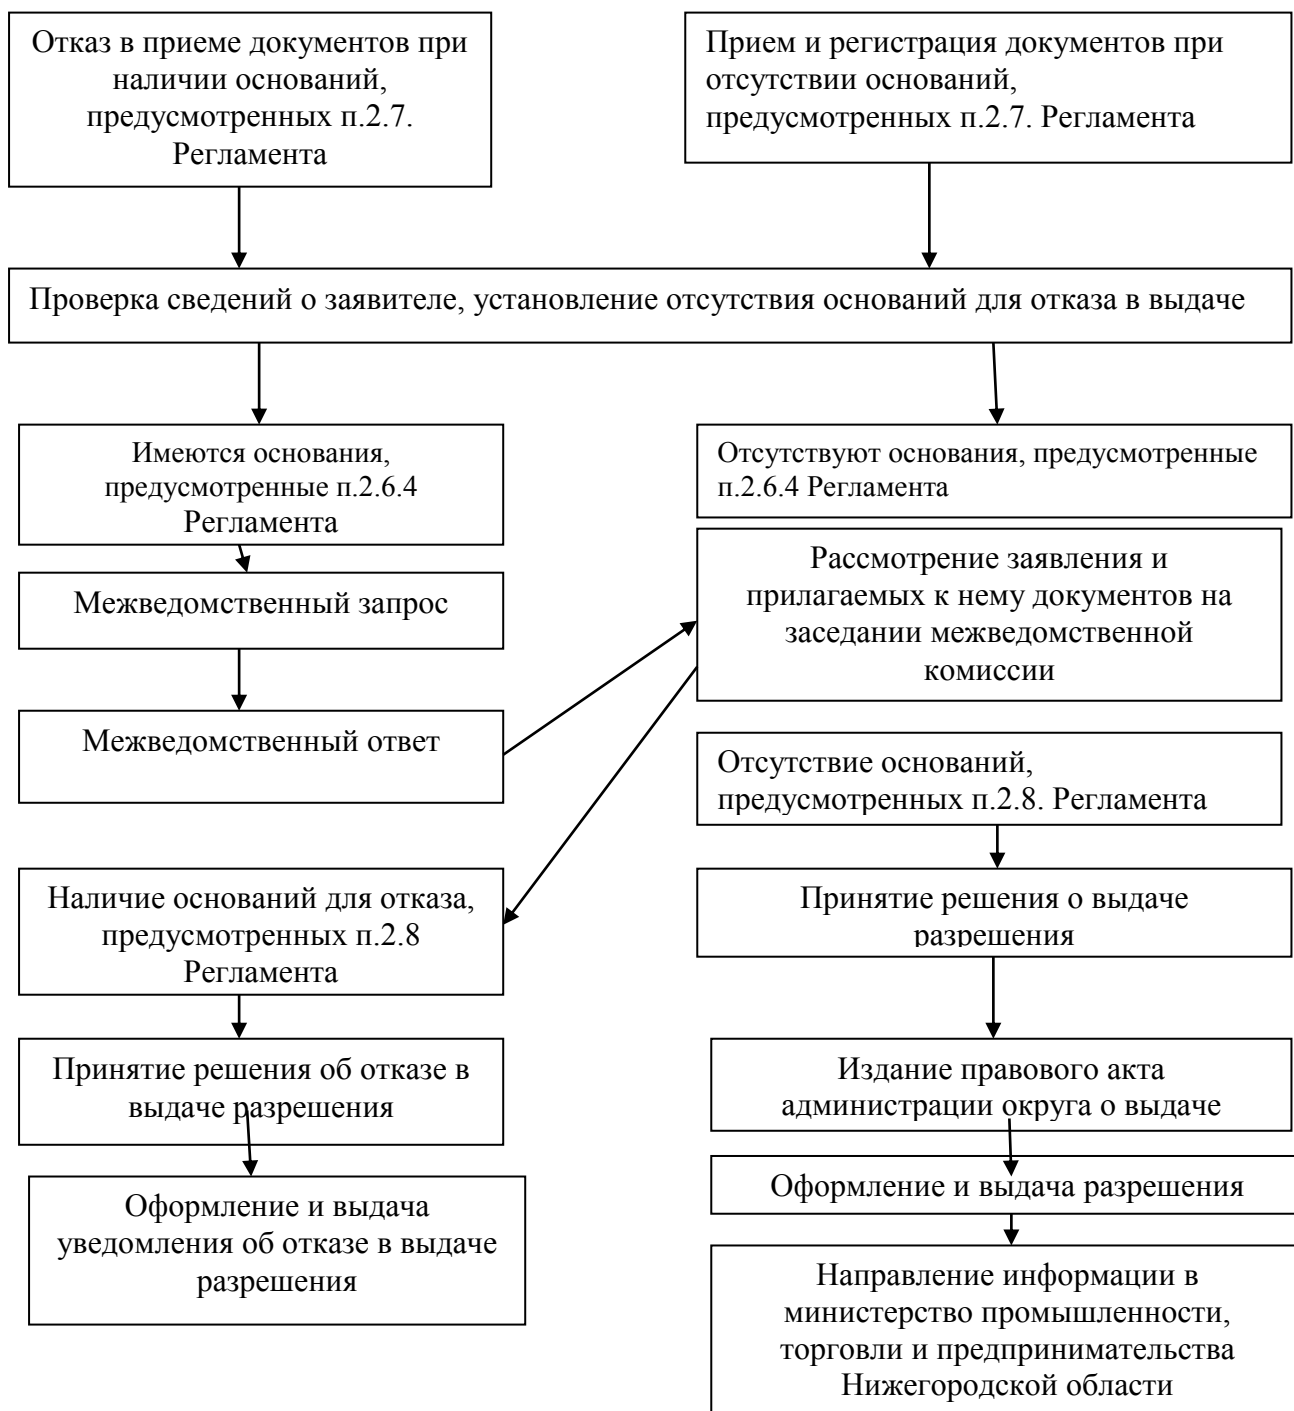 Отказ в приеме документов при
наличии оснований,
предусмотренных п.2.7.
Регламента
Прием и регистрация документов при
отсутствии оснований,
предусмотренных п.2.7. Регламента
Проверка сведений о заявителе, установление отсутствия оснований для отказа в выдаче
Имеются основания,
предусмотренные п.2.6.4
Регламента
Отсутствуют основания, предусмотренные
п.2.6.4 Регламента
Межведомственный запрос
Рассмотрение заявления и
прилагаемых к нему документов на
заседании межведомственной
комиссии
Межведомственный ответ
Отсутствие оснований,
предусмотренных п.2.8. Регламента
Наличие оснований для отказа,
предусмотренных п.2.8
Регламента
Принятие решения о выдаче
разрешения
Принятие решения об отказе в
выдаче разрешения
Издание правового акта
администрации округа о выдаче
Оформление и выдача
уведомления об отказе в выдаче
разрешения
Оформление и выдача разрешения
Направление информации в
министерство промышленности,
торговли и предпринимательства
Нижегородской области